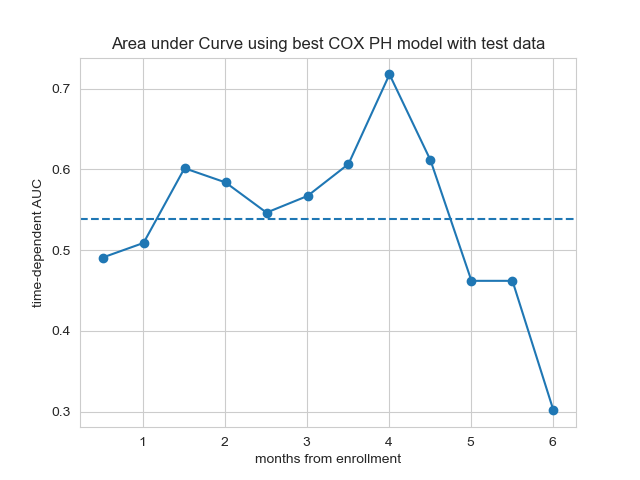 Area under Curve using best COX PH model with test data
time-dependent AUC
0.7
0.6
0.5
0.4
0.3
1 2 3 4 5 6
months from enrollment